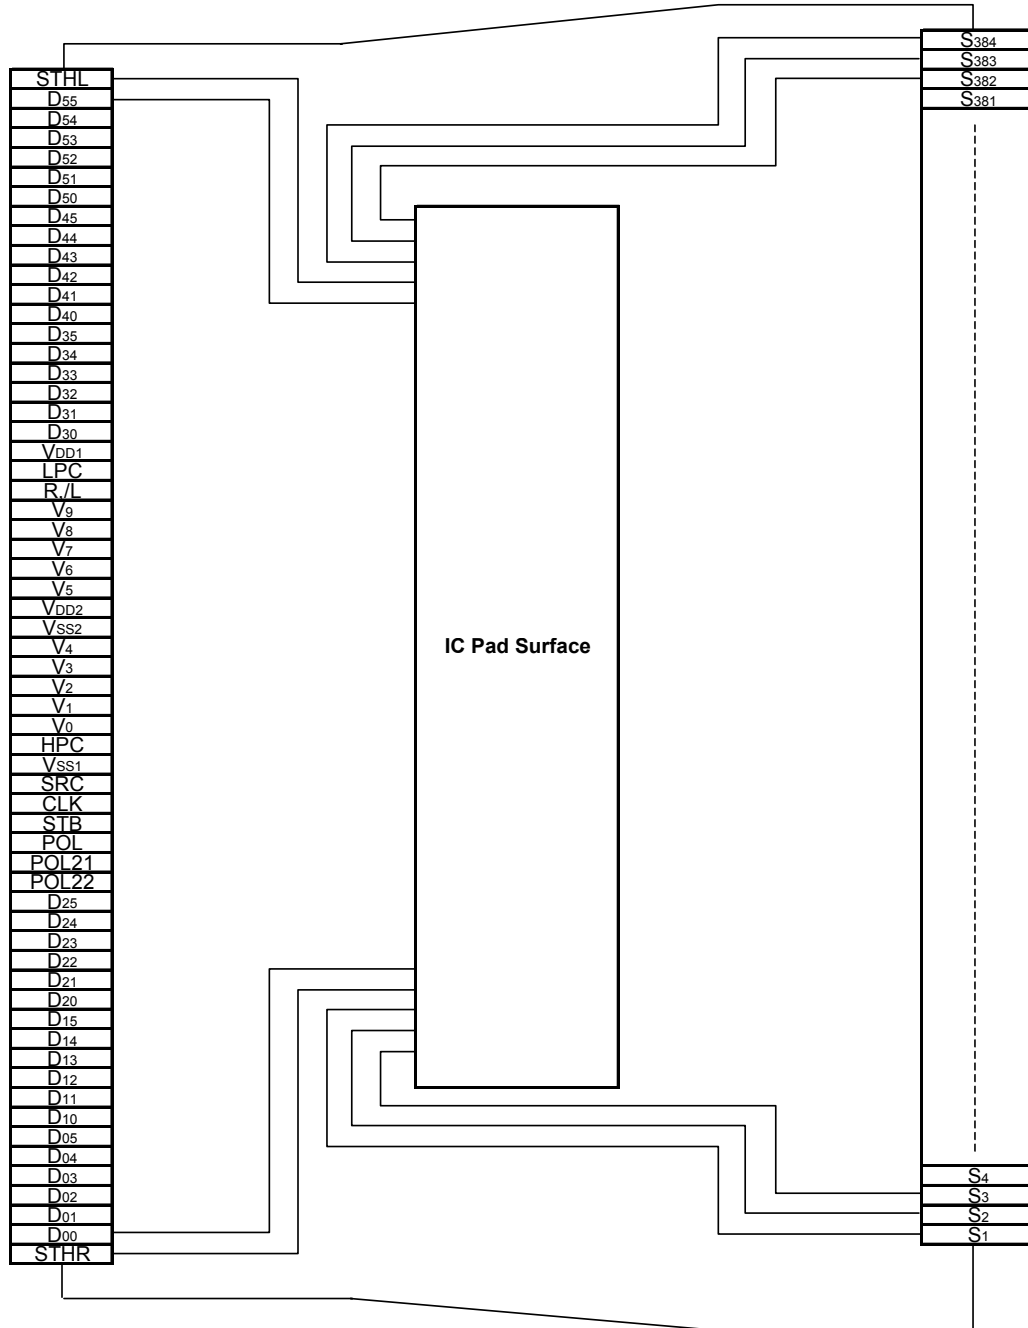 STHL
D55
D54
D53
D52
D51
D50
D45
D44
D43
D42
D41
D40
D35
D34
D33
D32
D31
D30
VDD1
LPC
R,/L
V9
V8
V7
V6
V5
VDD2
VSS2
V4
V3
V2
V1
V0
HPC
VSS1
SRC
CLK
STB
POL
POL21
POL22
D25
D24
D23
D22
D21
D20
D15
D14
D13
D12
D11
D10
D05
D04
D03
D02
D01
D00
STHR
IC Pad Surface
S384
S383
S382
S381
S4
S3
S2
S1